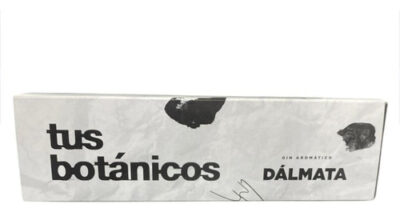 tus
botánicos
GIN AROMÁTICO
DÁLMATA